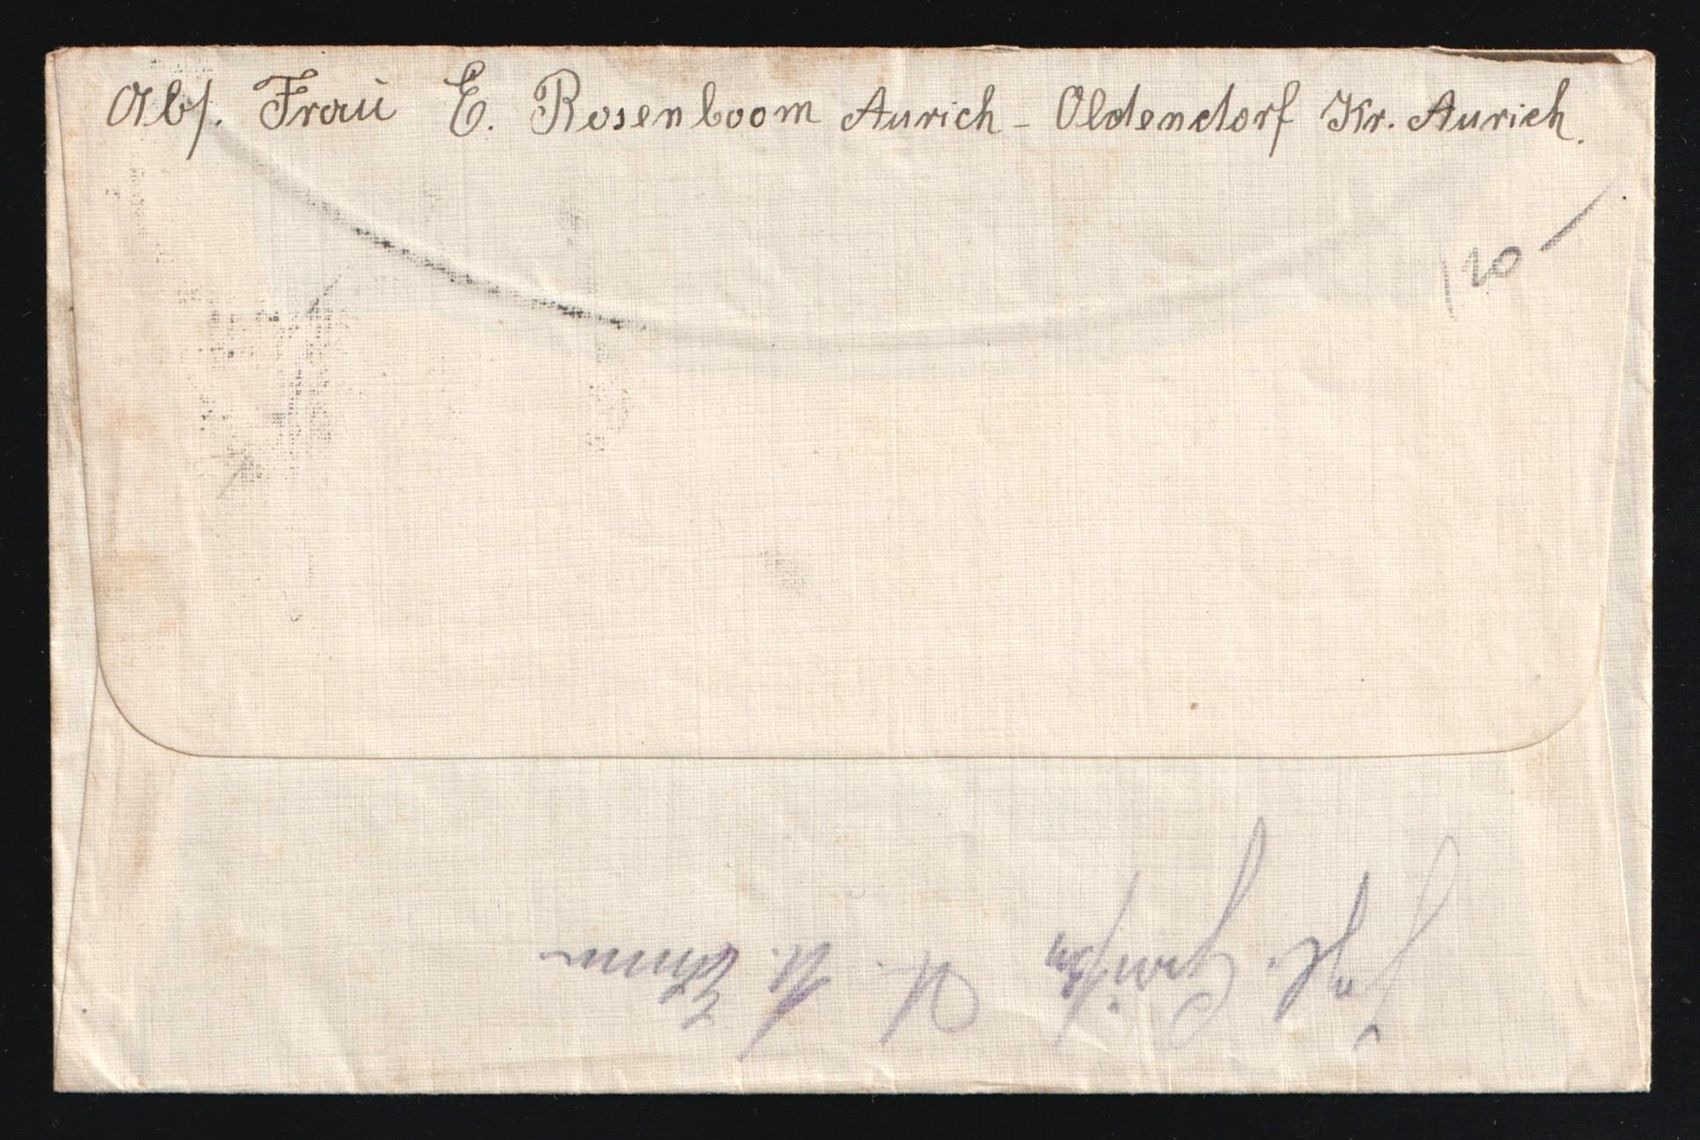 Abs. Frau E. Rosenboom Aurich - Oldendorf Kr. Aurich.
120 -